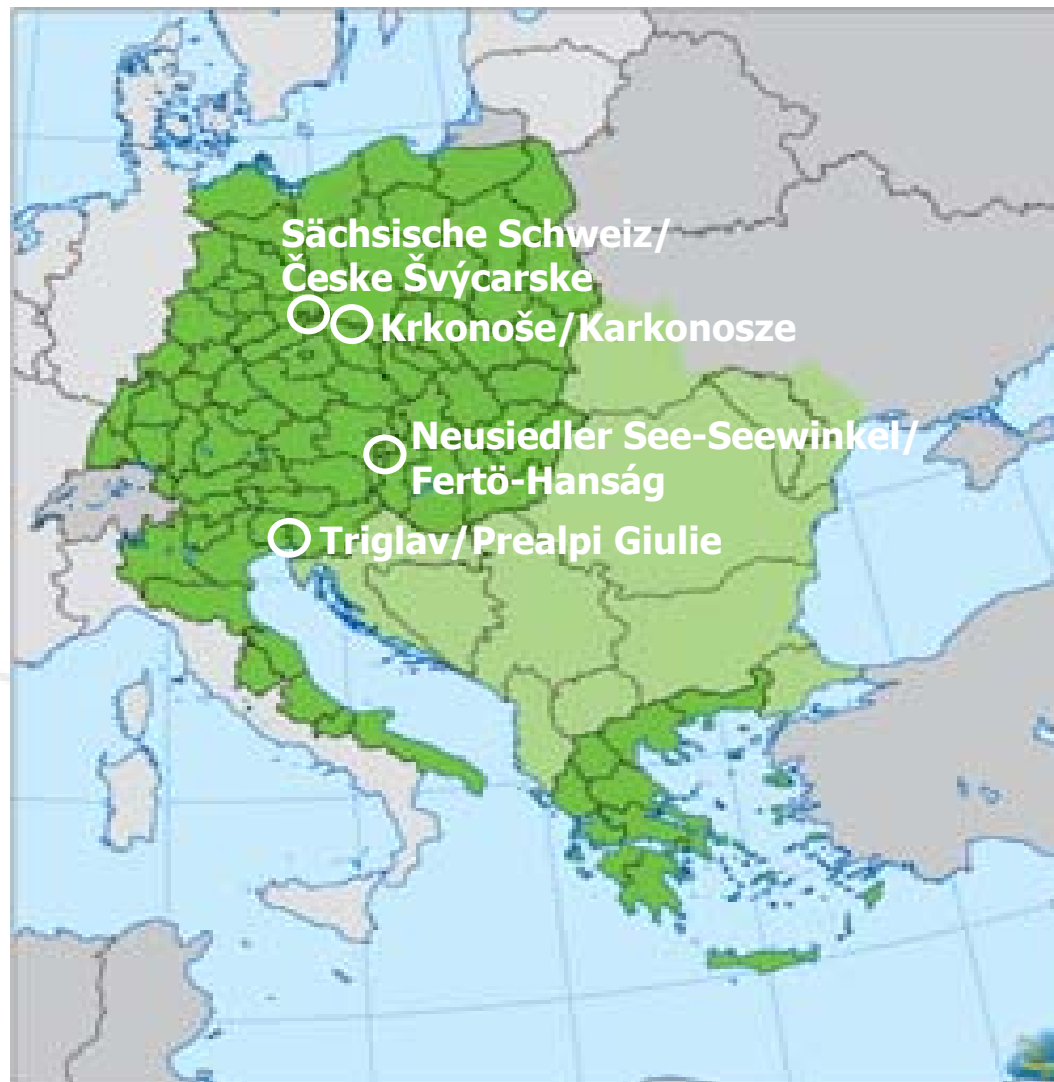 Sächsische Schweiz/
Česke Švýcarske
Krkonoše/Karkonosze
Neusiedler See-Seewinkel/
Fertö-Hanság
Triglav/Prealpi Giulie